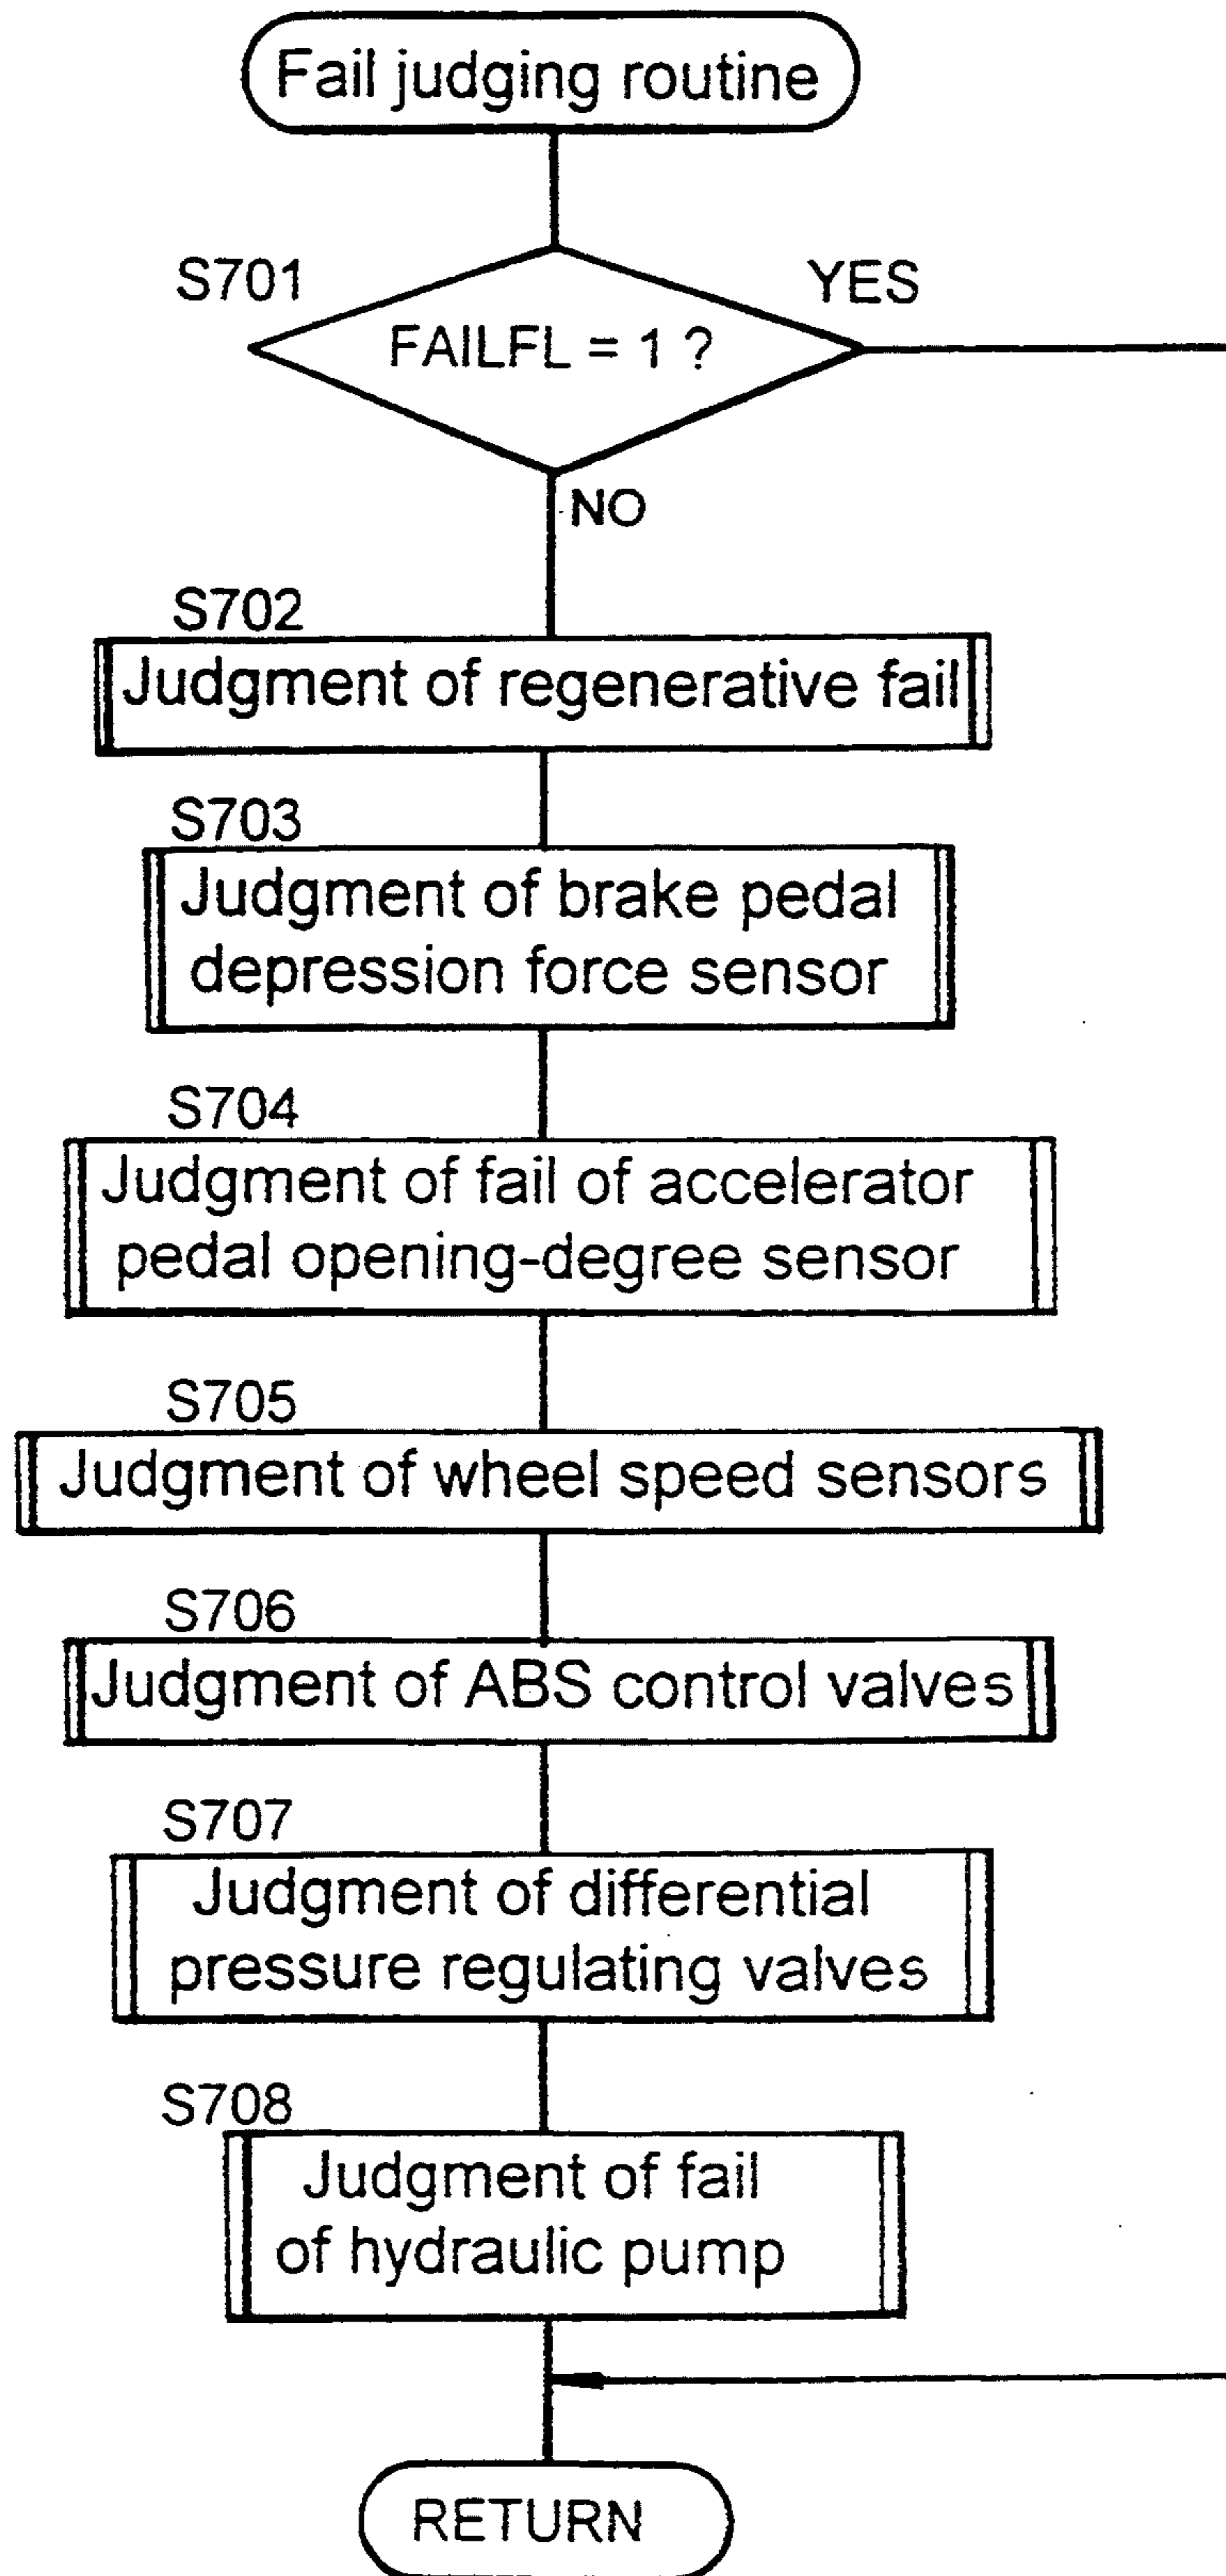 Fail judging routine
S701
YES
FAILFL = 1 ?
NO
S702
Judgment of regenerative fail
S703
Judgment of brake pedal
depression force sensor
S704
Judgment of fail of accelerator
pedal opening-degree sensor
S705
Judgment of wheel speed sensors
S706
Judgment of ABS control valves
S707
Judgment of differential
pressure regulating valves
S708
Judgment of fail
of hydraulic pump
RETURN